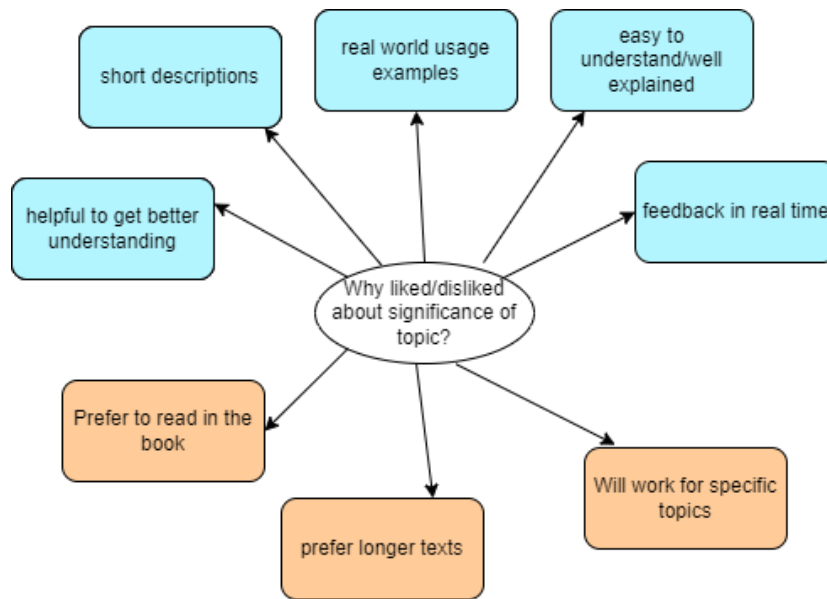 short descriptions
real world usage
examples
easy to
understand/well
explained
helpful to get better
understanding
feedback in real time
Why liked/disliked
about significance of
topic?
Prefer to read in the
book
prefer longer texts
Will work for specific
topics